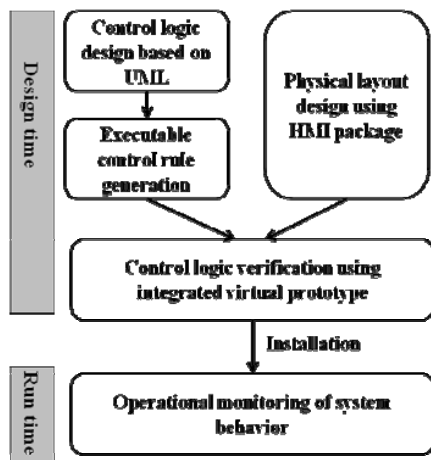 Design time
Control logic
design based on
UML
Physical layout
design using
HMI package
Executable
control rule
generation
Control logic verification using
integrated virtual prototype
Installation
Run time
Operational monitoring of system
behavior